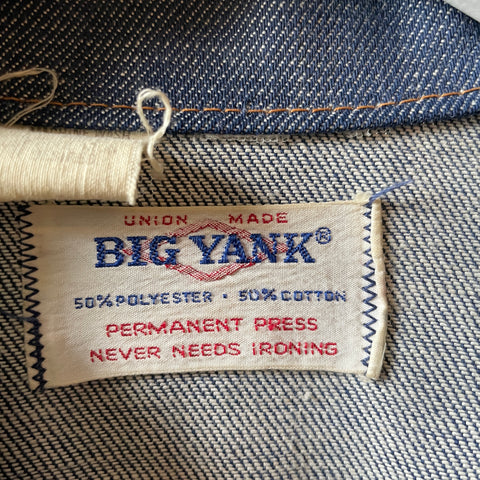 UNION MADE
BIG YANK®
50% POLYESTER · 50% COTTON
PERMANENT PRESS
NEVER NEEDS IRONING